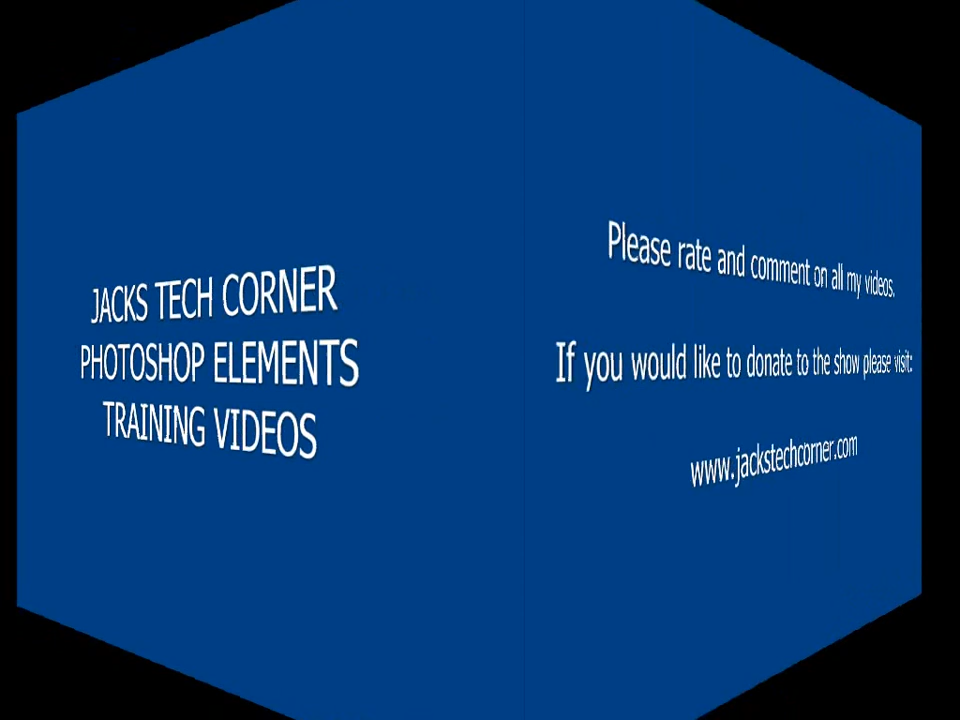 JACKS TECH CORNER
PHOTOSHOP ELEMENTS
TRAINING VIDEOS
Please rate and comment on all my videos.
If you would like to donate to the show please visit:
www.jackstechcorner.com